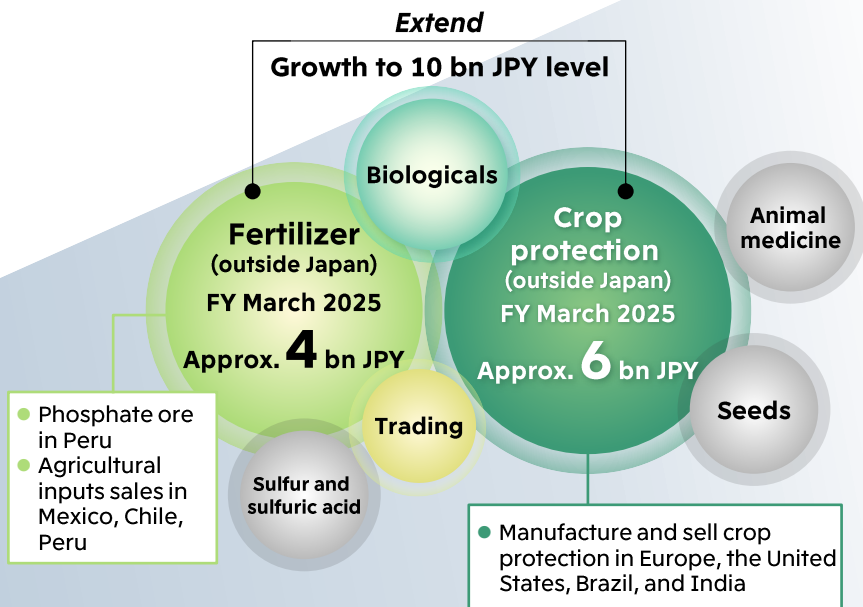 Extend
Growth to 10 bn JPY level
Biologicals
Fertilizer
(outside Japan)
FY March 2025
Approx. 4 bn JPY
Crop
protection
(outside Japan)
FY March 2025
Approx. 6 bn JPY
Animal
medicine
Seeds
Trading
Sulfur and
sulfuric acid
Phosphate ore
in Peru
Agricultural
inputs sales in
Mexico, Chile,
Peru
Manufacture and sell crop
protection in Europe, the United
States, Brazil, and India